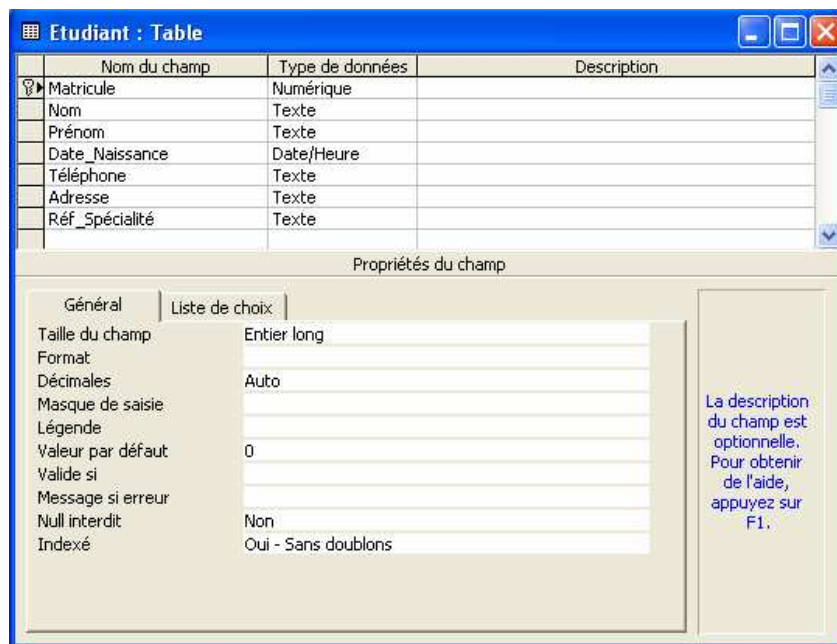 Etudiant : Table
Nom du champ Type de données Description
Matricule Numérique
Nom Texte
Prénom Texte
Date_Naissance Date/Heure
Téléphone Texte
Adresse Texte
Réf_Spécialité Texte
Propriétés du champ
Général Liste de choix
Taille du champ Entier long
Format
Décimales Auto
Masque de saisie
Légende
Valeur par défaut 0
Valide si
Message si erreur
Null interdit Non
Indexé Oui - Sans doublons
La description
du champ est
optionnelle.
Pour obtenir
de l'aide,
appuyez sur
F1.